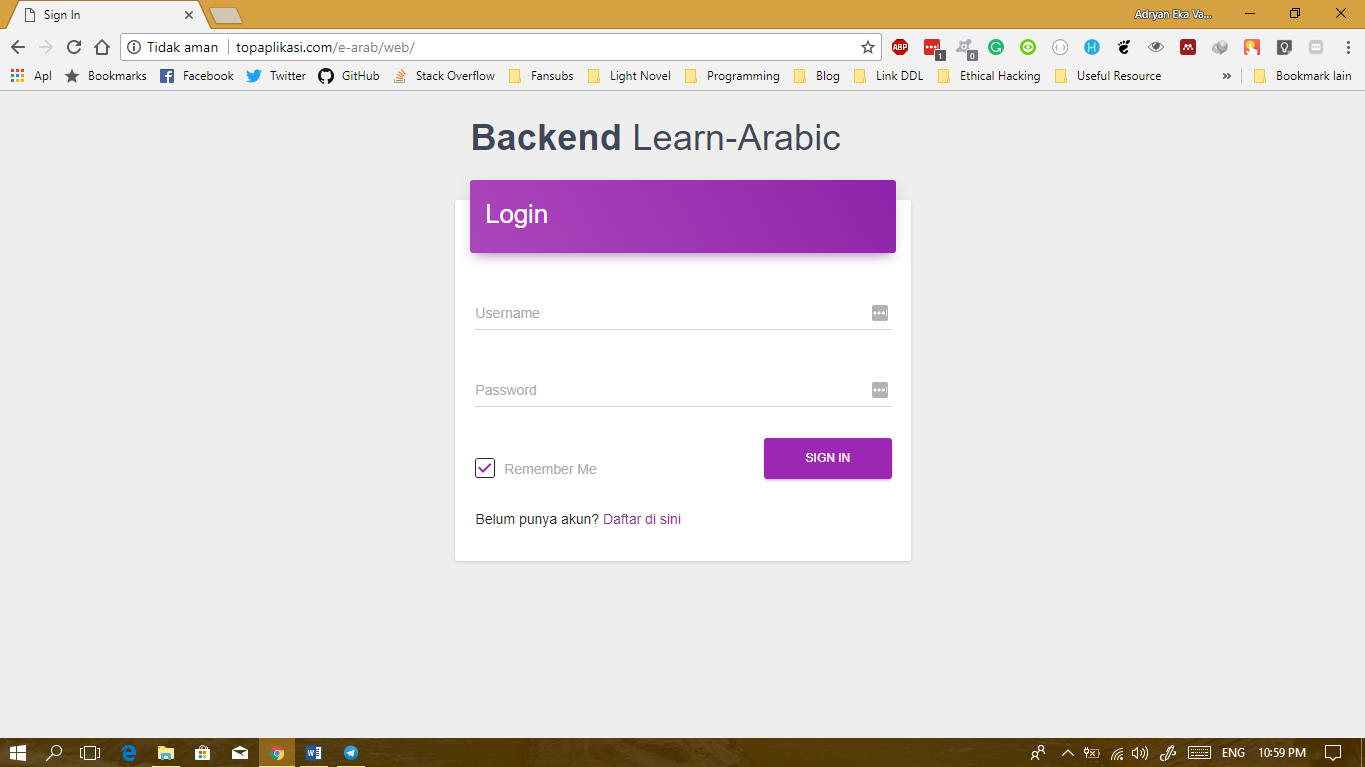 Sign In
Adryan Eka Va...
Tidak aman topaplikasi.com/e-arab/web/
ABP 1 0
Apl Bookmarks Facebook Twitter GitHub Stack Overflow Fansubs Light Novel Programming Blog Link DDL Ethical Hacking Useful Resource » Bookmark lain
Backend Learn-Arabic
Login
Username
Password
Remember Me
SIGN IN
Belum punya akun? Daftar di sini
ENG 10:59 PM